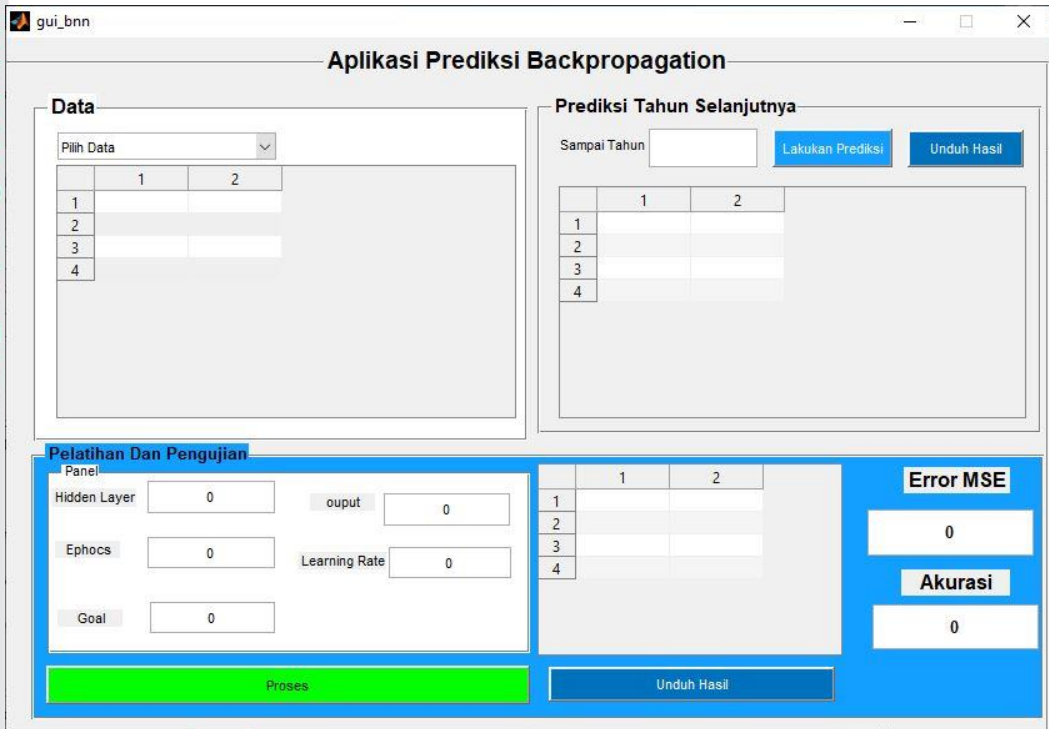 gui_bnn
Aplikasi Prediksi Backpropagation
Data
Pilih Data
1 2
1
2
3
4
Prediksi Tahun Selanjutnya
Sampai Tahun
Lakukan Prediksi
Unduh Hasil
1 2
1
2
3
4
Pelatihan Dan Pengujian
Panel
Hidden Layer 0
ouput 0
Ephocs 0
Learning Rate 0
Goal 0
Proses
1 2
1
2
3
4
Unduh Hasil
Error MSE
0
Akurasi
0